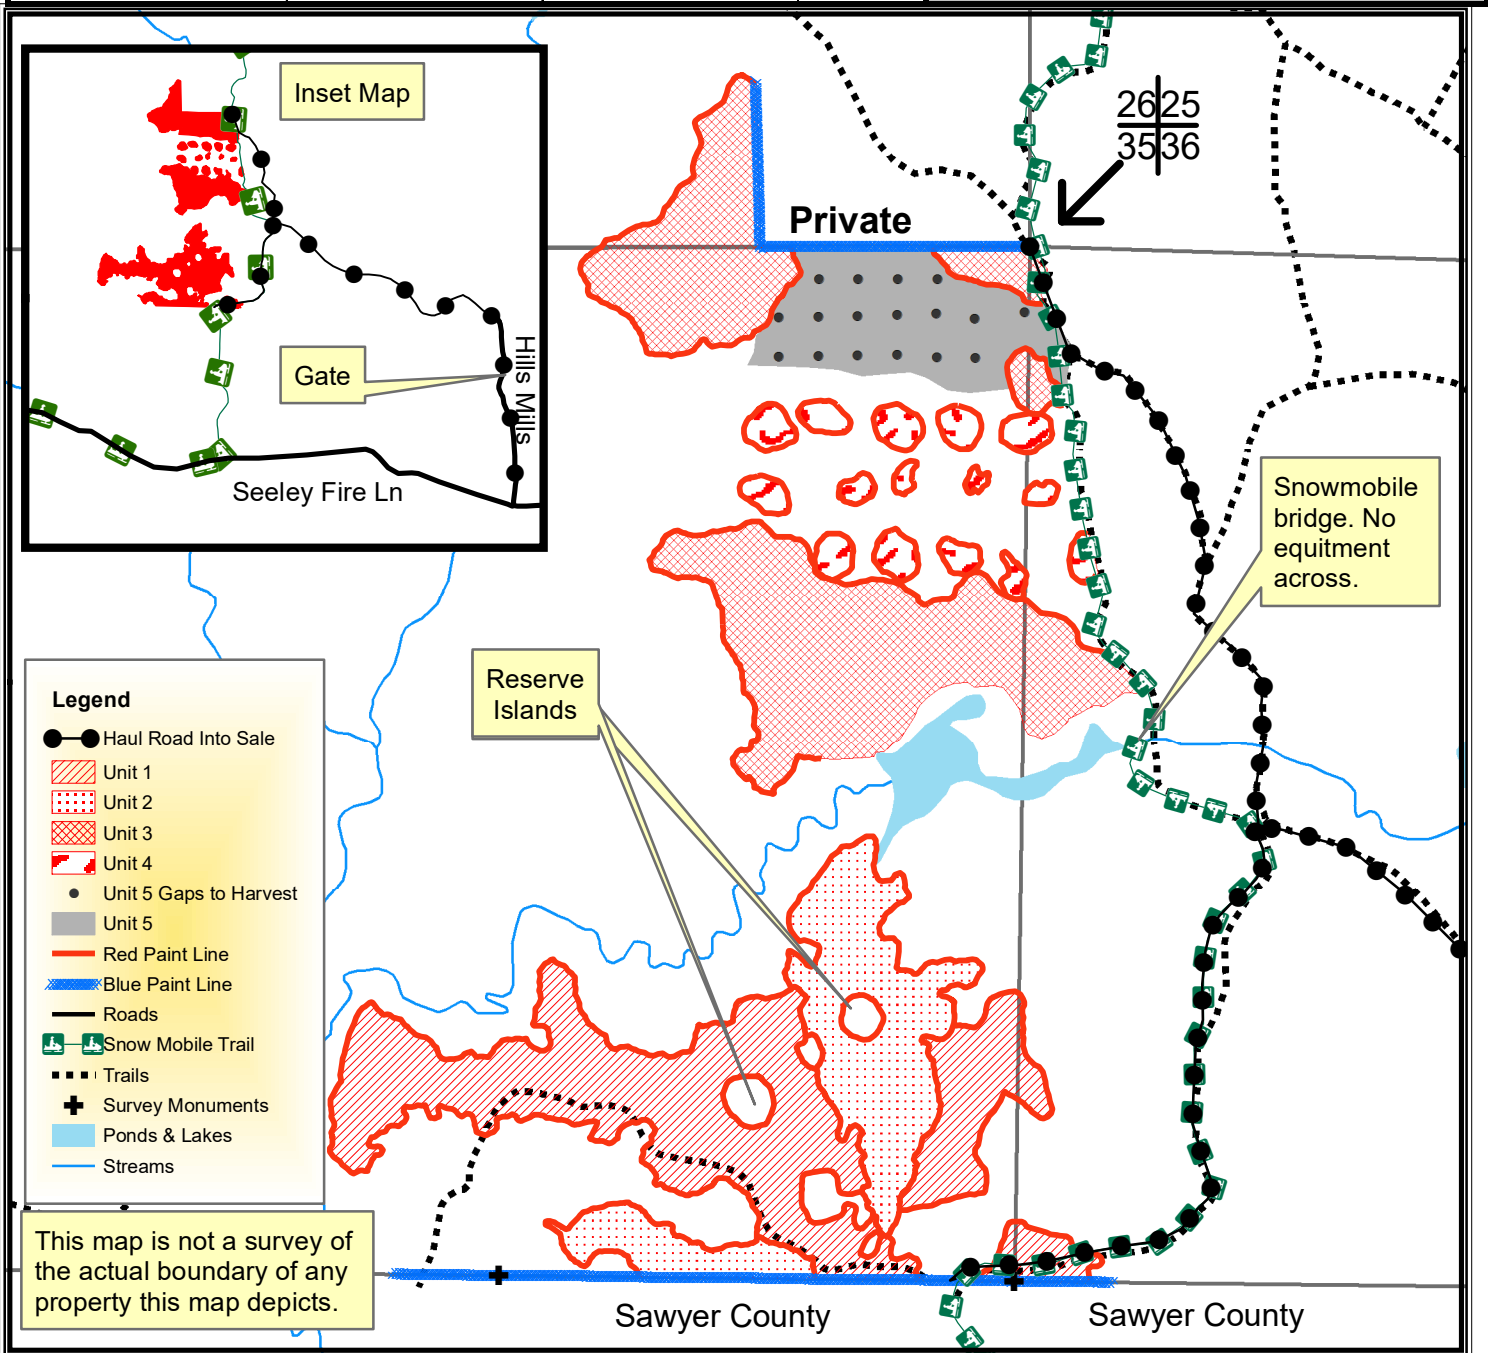 Inset Map
26 25
35 36
Private
Gate
Hills Mills
Seeley Fire Ln
Snowmobile
bridge. No
equitment
across.
Reserve
Islands
Legend
Haul Road Into Sale
Unit 1
Unit 2
Unit 3
Unit 4
Unit 5 Gaps to Harvest
Unit 5
Red Paint Line
Blue Paint Line
Roads
Snow Mobile Trail
Trails
Survey Monuments
Ponds & Lakes
Streams
This map is not a survey of
the actual boundary of any
property this map depicts.
Sawyer County
Sawyer County